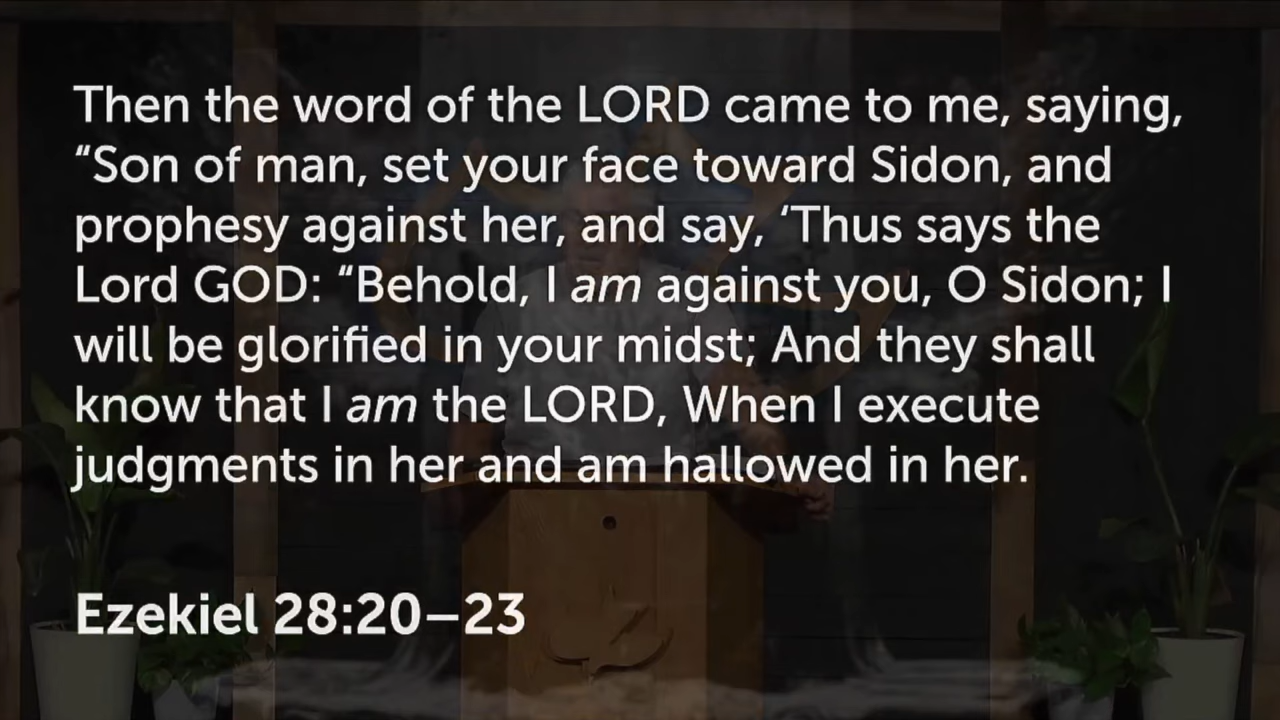 Then the word of the LORD came to me, saying,
“Son of man, set your face toward Sidon, and
prophesy against her, and say, ‘Thus says the
Lord GOD: “Behold, I am against you, O Sidon; I
will be glorified in your midst; And they shall
know that I am the LORD, When I execute
judgments in her and am hallowed in her.
Ezekiel 28:20–23